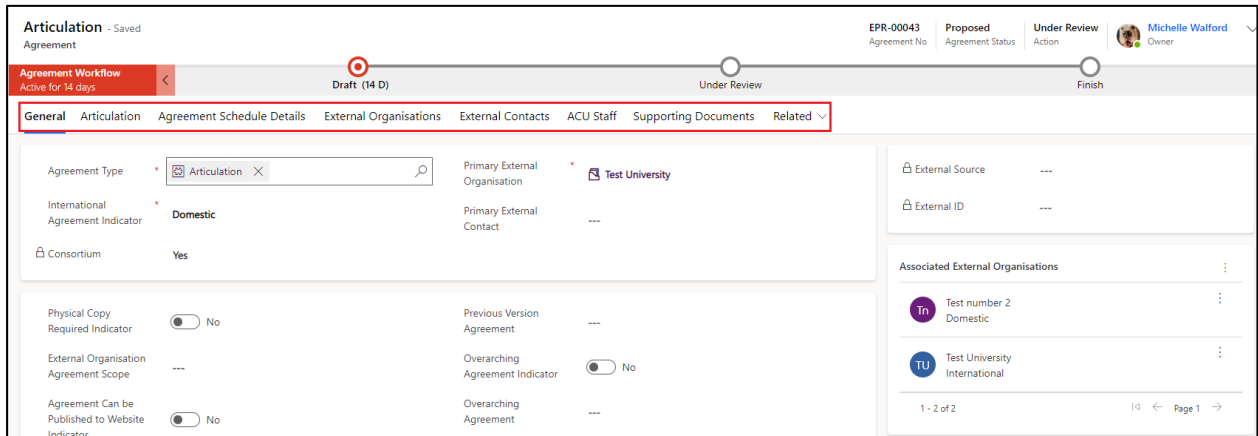 Articulation - Saved
Agreement
EPR-00043
Agreement No
Proposed
Agreement Status
Under Review
Action
Michelle Walford
Owner
Agreement Workflow
Active for 14 days
Draft (14 D)
Under Review
Finish
General Articulation Agreement Schedule Details External Organisations External Contacts ACU Staff Supporting Documents Related
Agreement Type * Articulation
International *
Agreement Indicator
Domestic
Consortium Yes
Primary External *
Organisation
Test University
Primary External
Contact
---
External Source ---
External ID ---
Associated External Organisations
Tn
Test number 2
Domestic
TU
Test University
International
1 - 2 of 2 Page 1
Physical Copy
Required Indicator
No
External Organisation
Agreement Scope
---
Agreement Can be
Published to Website
Indicator
No
Previous Version
Agreement
---
Overarching
Agreement Indicator
No
Overarching
Agreement
---